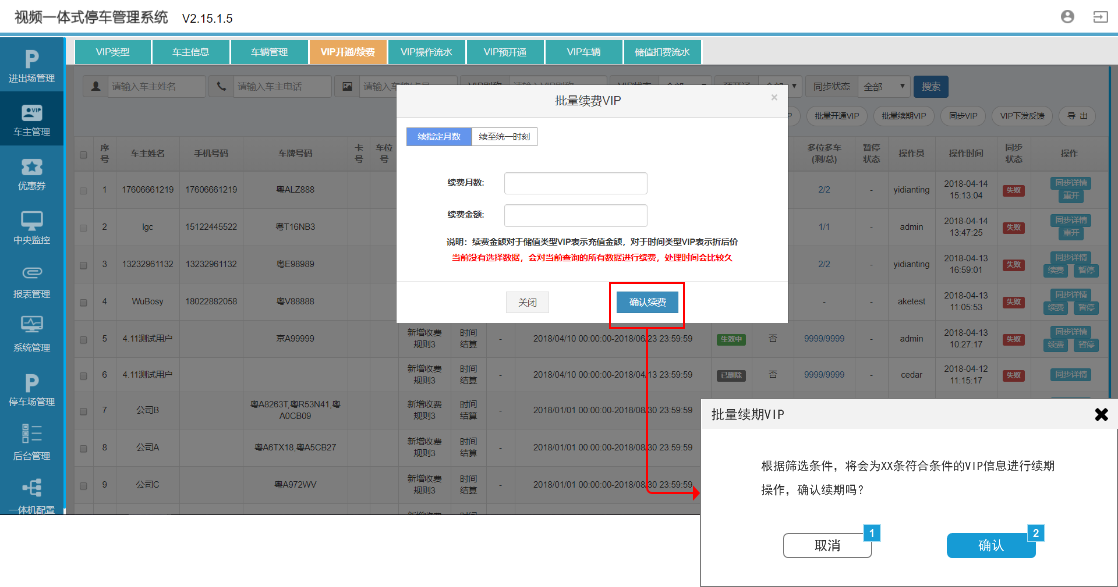 视频一体式停车管理系统 V2.15.1.5
VIP类型 车主信息 车辆管理 VIP开通/续费 VIP操作流水 VIP预开通 VIP车辆 储值扣费流水
进出场管理
车主管理
优惠券
中央监控
报表管理
系统管理
停车场管理
后台管理
一体机配置
请输入车主姓名 请输入车主电话 同步状态 全部 搜索
批量开通VIP 批量续期VIP 同步VIP VIP下发反馈 导 出
序号 车主姓名 手机号码 车牌号码 卡号 车位号 多位多车(剩/总) 暂停状态 操作员 操作时间 同步状态 操作
1 17606661219 17606661219 粤ALZ888 2/2 - yidianting 2018-04-14 15:13:04 失败 同步详情 重开
2 lgc 15122445522 粤T16NB3 1/1 - admin 2018-04-14 13:47:25 失败 同步详情 重开
3 13232961132 13232961132 粤E98989 2/2 - yidianting 2018-04-13 16:59:01 失败 同步详情 续费 暂停
4 WuBosy 18022882058 粤V88888 - - aketest 2018-04-13 11:05:53 失败 同步详情 续费 暂停
5 4.11测试用户 京A99999 新增收费规则3 时间结算 - 2018/04/10 00:00:00-2018/06/23 23:59:59 生效中 否 9999/9999 - admin 2018-04-13 10:27:17 失败 同步详情 续费 暂停
6 4.11测试用户 新增收费规则3 时间结算 - 2018/04/10 00:00:00-2018/04/13 23:59:59 已删除 否 9999/9999 - cedar 2018-04-12 11:15:17 失败 同步详情
7 公司B 粤A8263T,粤R53N41,粤A0CB09 新增收费规则3 时间结算 - 2018/01/01 00:00:00-2018/08/30 23:59:59
8 公司A 粤A6TX18,粤A5CB27 新增收费规则3 时间结算 - 2018/01/01 00:00:00-2018/08/30 23:59:59
9 公司C 粤A972WV 新增收费规则3 时间结算 - 2018/01/01 00:00:00-2018/08/30 23:59:59
批量续费VIP ×
续指定月数 续至统一时刻
续费月数:
续费金额:
说明: 续费金额对于储值类型VIP表示充值金额, 对于时间类型VIP表示折后价
当前没有选择数据, 会对当前查询的所有数据进行续费, 处理时间会比较久
关闭 确认续费
批量续期VIP
根据筛选条件，将会为XX条符合条件的VIP信息进行续期
操作，确认续期吗？
取消 1 确认 2